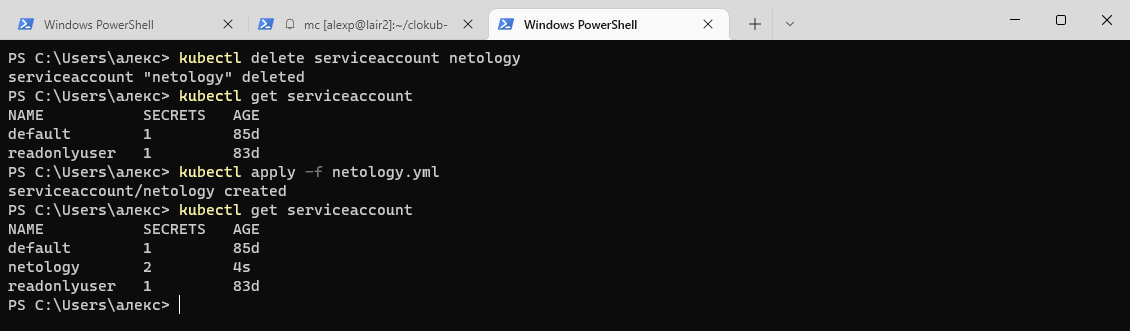 Windows PowerShell
mc [alexp@lair2]:~/clokub-
Windows PowerShell
PS C:\Users\алекс> kubectl delete serviceaccount netology
serviceaccount "netology" deleted
PS C:\Users\алекс> kubectl get serviceaccount
NAME           SECRETS   AGE
default        1         85d
readonlyuser   1         83d
PS C:\Users\алекс> kubectl apply -f netology.yml
serviceaccount/netology created
PS C:\Users\алекс> kubectl get serviceaccount
NAME           SECRETS   AGE
default        1         85d
netology       2         4s
readonlyuser   1         83d
PS C:\Users\алекс>